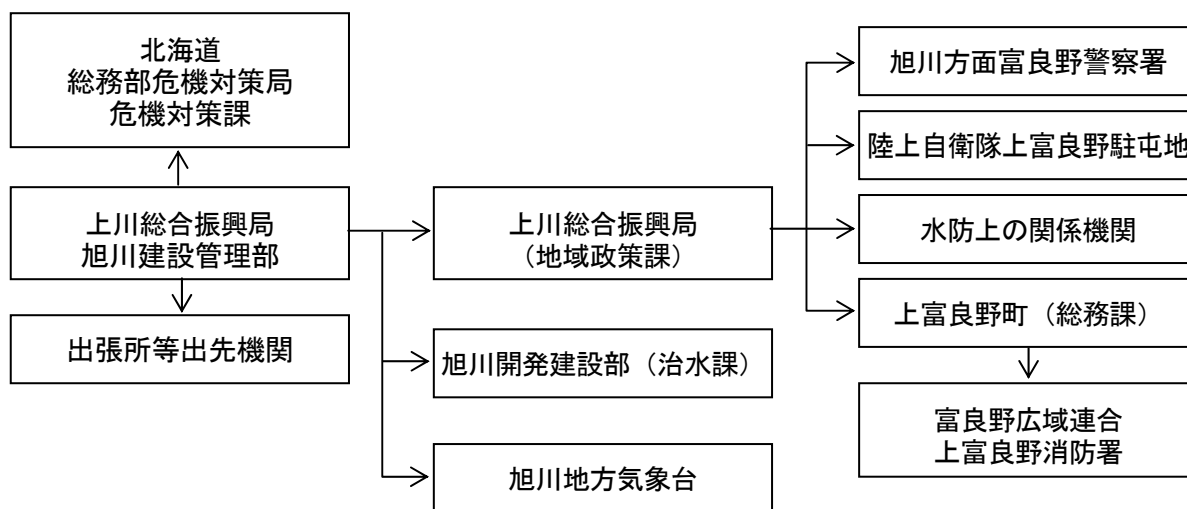 北海道
総務部危機対策局
危機対策課
上川総合振興局
旭川建設管理部
出張所等出先機関
上川総合振興局
（地域政策課）
旭川開発建設部（治水課）
旭川地方気象台
旭川方面富良野警察署
陸上自衛隊上富良野駐屯地
水防上の関係機関
上富良野町（総務課）
富良野広域連合
上富良野消防署